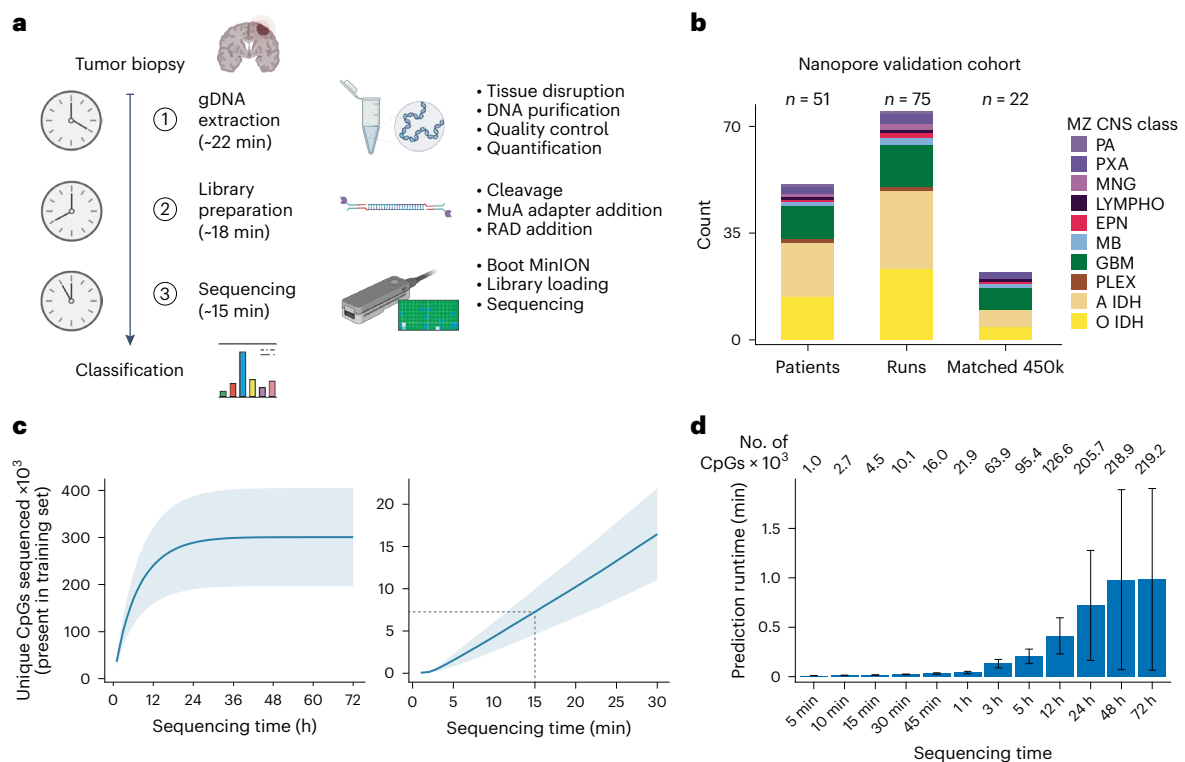 a
Tumor biopsy
1
gDNA
extraction
(~22 min)
• Tissue disruption
• DNA purification
• Quality control
• Quantification
2
Library
preparation
(~18 min)
• Cleavage
• MuA adapter addition
• RAD addition
3
Sequencing
(~15 min)
• Boot MinION
• Library loading
• Sequencing
Classification
b
Nanopore validation cohort
n = 51
n = 75
n = 22
Count
70
35
0
Patients
Runs
Matched 450k
MZ CNS class
PA
PXA
MNG
LYMPHO
EPN
MB
GBM
PLEX
A IDH
O IDH
c
Unique CpGs sequenced ×10³
(present in training set)
400
300
200
100
0
0 12 24 36 48 60 72
Sequencing time (h)
20
15
10
5
0
0 5 10 15 20 25 30
Sequencing time (min)
d
No. of
CpGs × 10³
1.0 2.7 4.5 10.1 16.0 21.9 63.9 95.4 126.6 205.7 218.9 219.2
Prediction runtime (min)
1.5
1.0
0.5
0
5 min 10 min 15 min 30 min 45 min 1 h 3 h 5 h 12 h 24 h 48 h 72 h
Sequencing time